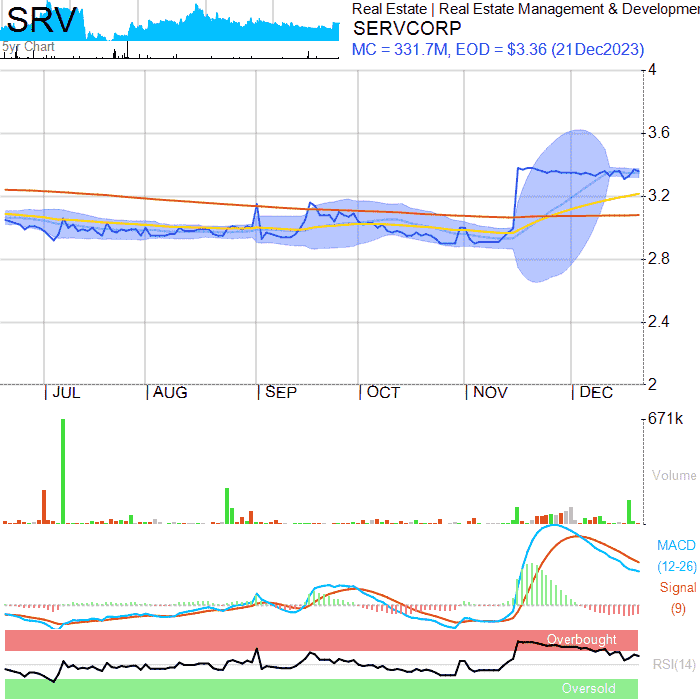 SRV
5yr Chart
Real Estate | Real Estate Management & Developmen
SERVCORP
MC = 331.7M, EOD = $3.36 (21Dec2023)
4
3.6
3.2
2.8
2.4
2
JUL
AUG
SEP
OCT
NOV
DEC
671k
Volume
MACD
(12-26)
Signal
(9)
Overbought
RSI(14)
Oversold